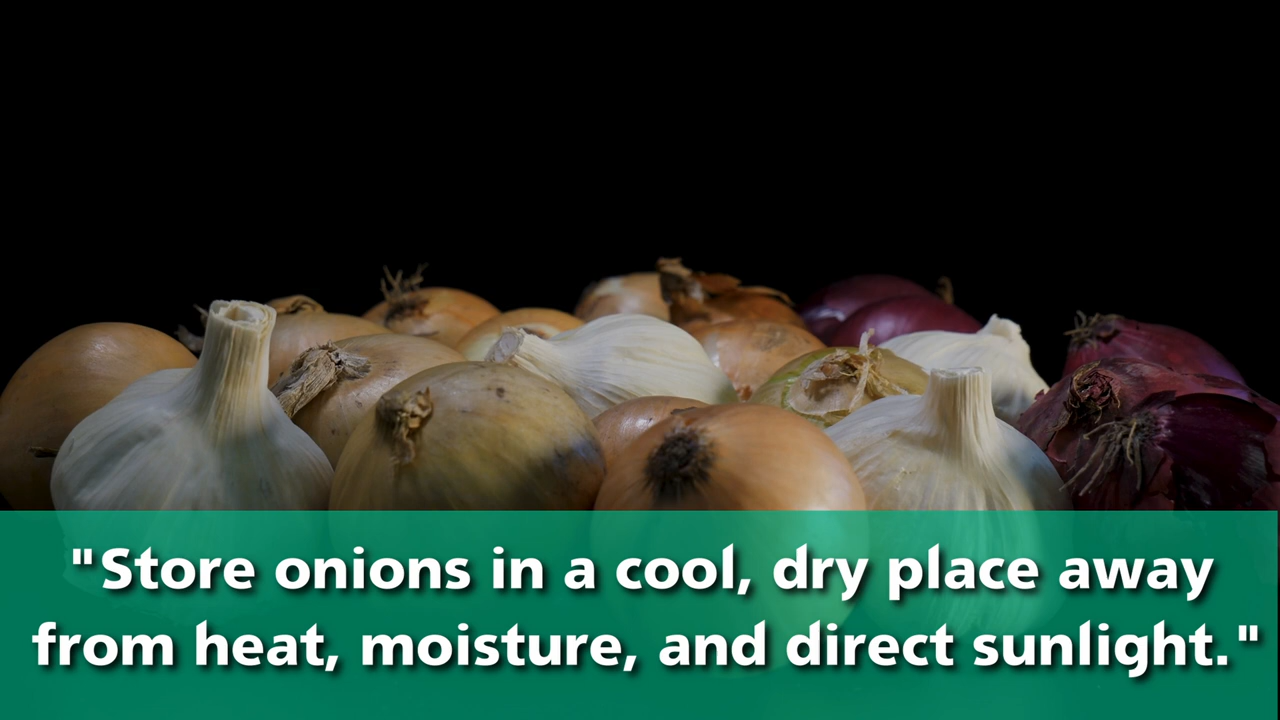 "Store onions in a cool, dry place away
from heat, moisture, and direct sunlight."